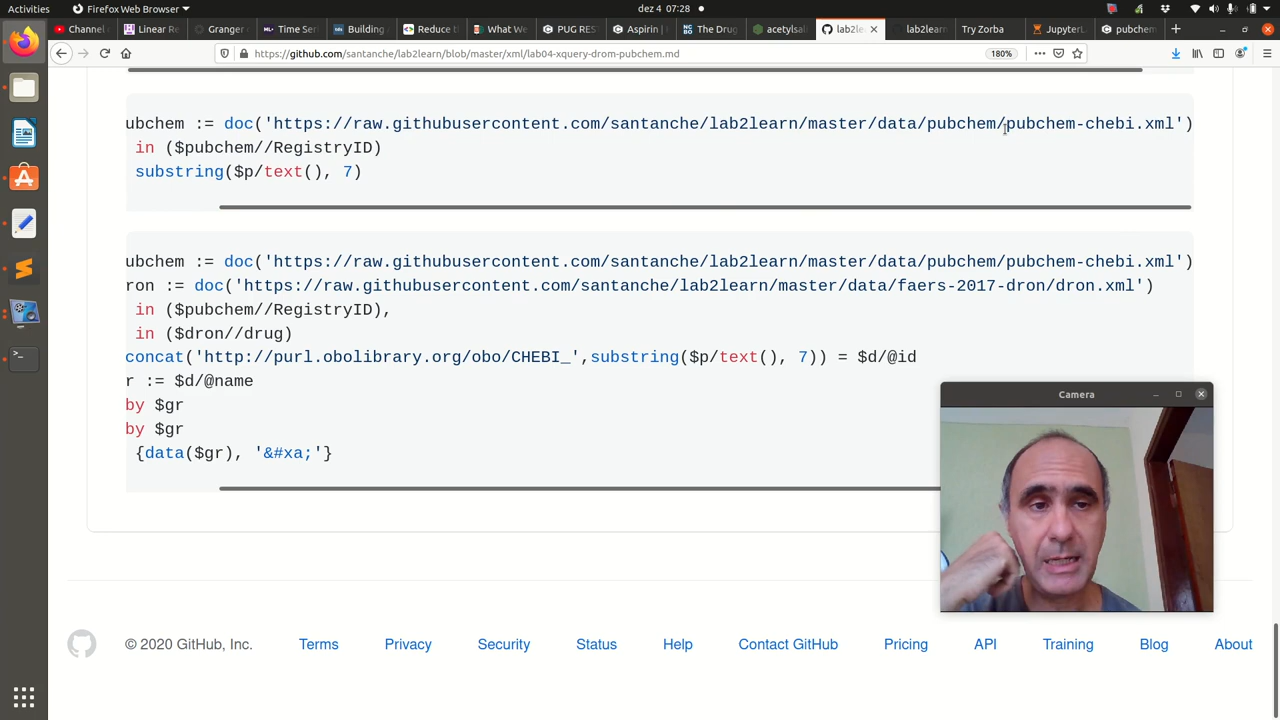 Activities
Firefox Web Browser
dez 4 07:28
Channel c
Linear Re
Granger
Time Seri
Building
Reduce t
What We
PUG RES
Aspirin |
The Drug
acetylsal
lab2le
lab2learn
Try Zorba
JupyterL
pubchem
https://github.com/santanche/lab2learn/blob/master/xml/lab04-xquery-drom-pubchem.md
180%
ubchem := doc('https://raw.githubusercontent.com/santanche/lab2learn/master/data/pubchem/pubchem-chebi.xml')
in ($pubchem//RegistryID)
substring($p/text(), 7)
ubchem := doc('https://raw.githubusercontent.com/santanche/lab2learn/master/data/pubchem/pubchem-chebi.xml')
ron := doc('https://raw.githubusercontent.com/santanche/lab2learn/master/data/faers-2017-dron/dron.xml')
in ($pubchem//RegistryID),
in ($dron//drug)
concat('http://purl.obolibrary.org/obo/CHEBI_',substring($p/text(), 7)) = $d/@id
r := $d/@name
by $gr
by $gr
{data($gr), '&#xa;'}
Camera
© 2020 GitHub, Inc.
Terms
Privacy
Security
Status
Help
Contact GitHub
Pricing
API
Training
Blog
About